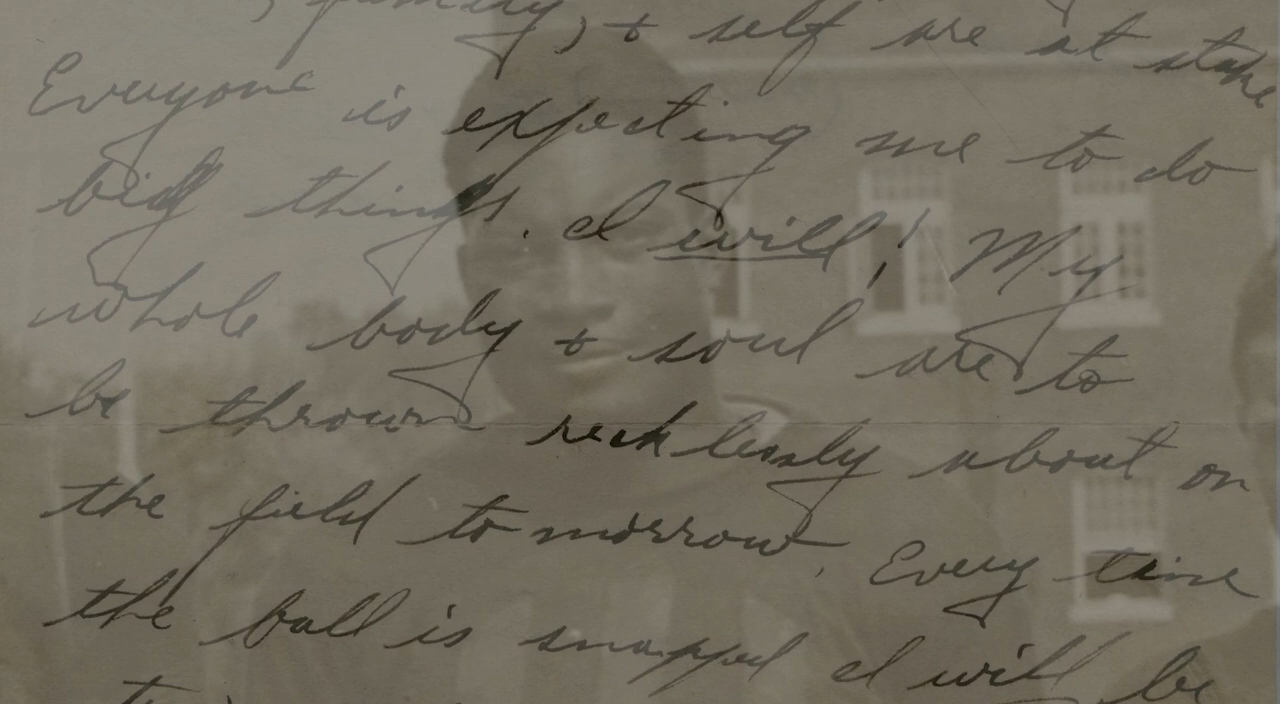 family) + self are at stake
Everyone is expecting me to do
big things. I will! My
whole body + soul are to
be thrown recklessly about on
the field tomorrow. Every time
the ball is snapped I will be